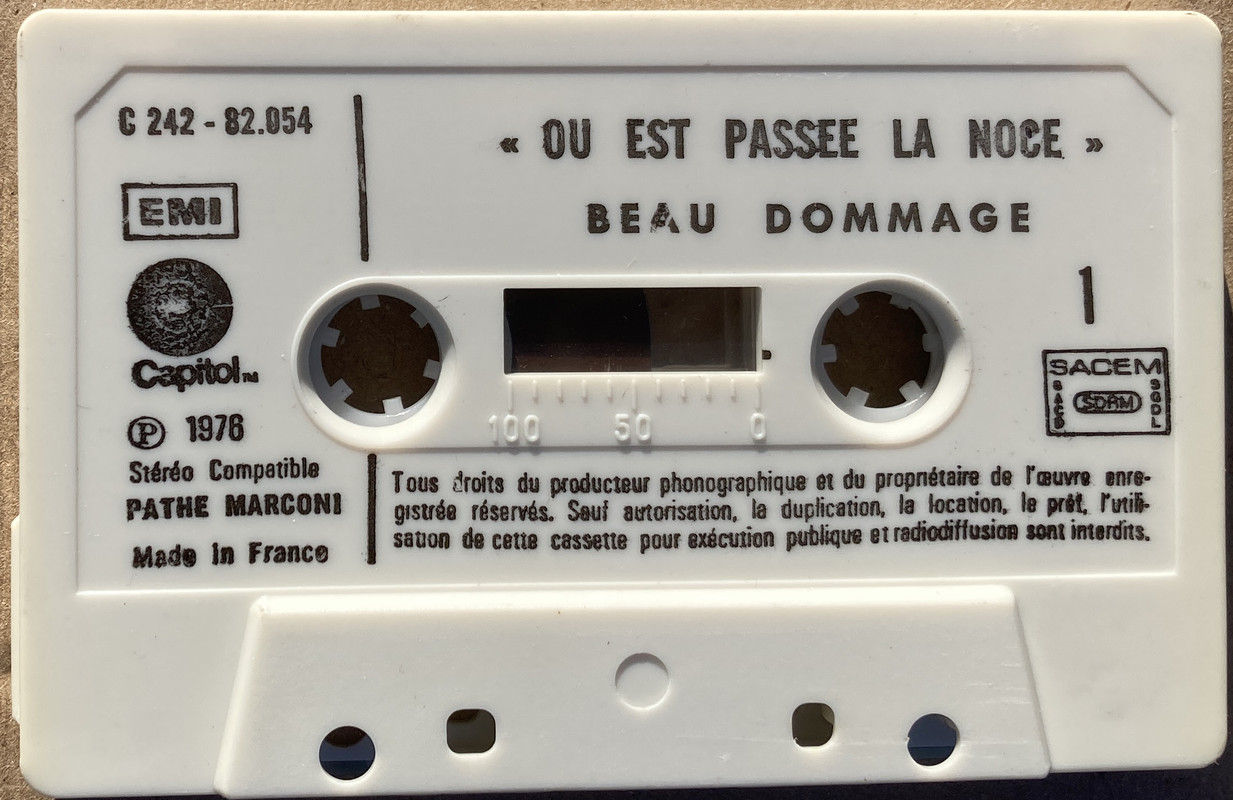 C 242 - 82.054
« OU EST PASSEE LA NOCE »
BEAU DOMMAGE
EMI
Capitol™
1
SACEM
SACD
SDRM
SGDL
100 50 0
Ⓟ 1976
Stéréo Compatible
PATHE MARCONI
Made in France
Tous droits du producteur phonographique et du propriétaire de l'œuvre enre-
gistrée réservés. Sauf autorisation, la duplication, la location, le prêt, l'utili-
sation de cette cassette pour exécution publique et radiodiffusion sont interdits.